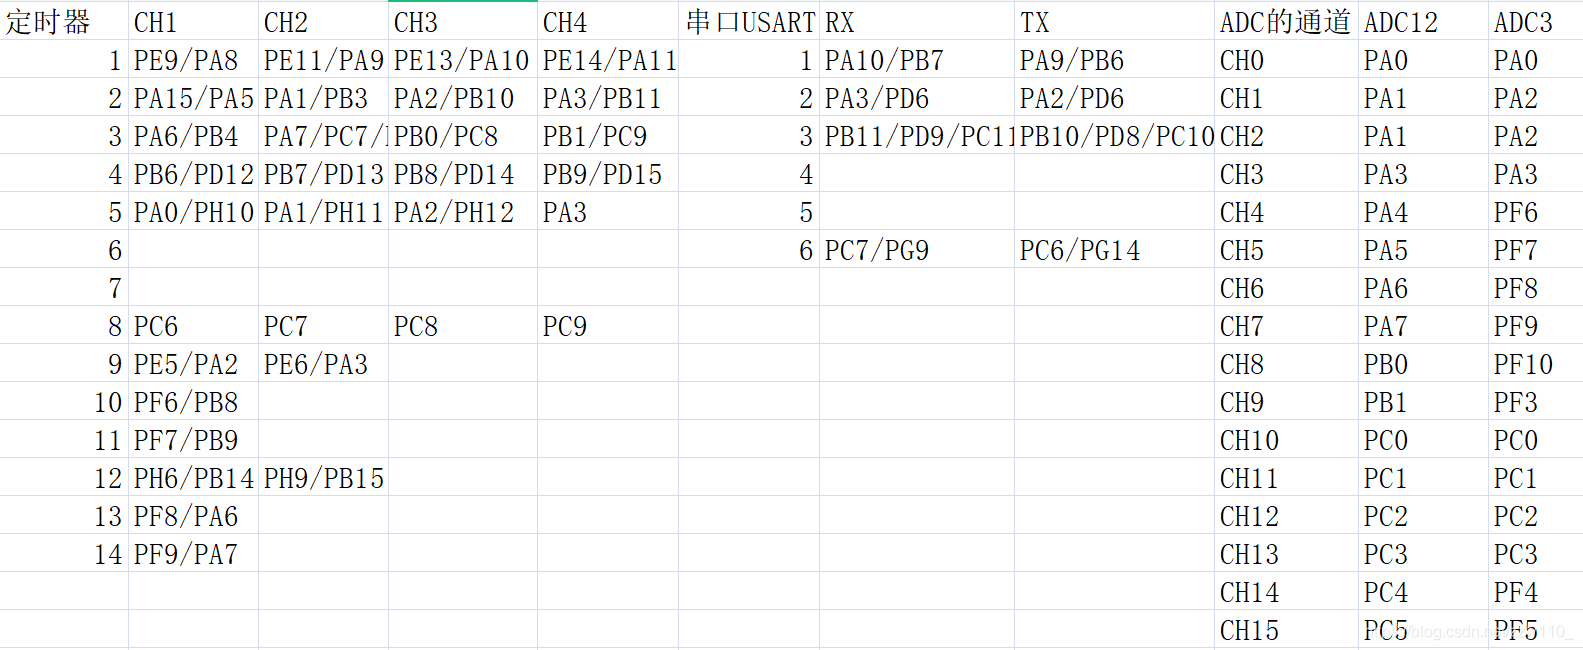 定时器 CH1 CH2 CH3 CH4 串口USART RX TX ADC的通道 ADC12 ADC3
1 PE9/PA8 PE11/PA9 PE13/PA10 PE14/PA11 1 PA10/PB7 PA9/PB6 CH0 PA0 PA0
2 PA15/PA5 PA1/PB3 PA2/PB10 PA3/PB11 2 PA3/PD6 PA2/PD6 CH1 PA1 PA2
3 PA6/PB4 PA7/PC7/ PB0/PC8 PB1/PC9 3 PB11/PD9/PC11 PB10/PD8/PC10 CH2 PA1 PA2
4 PB6/PD12 PB7/PD13 PB8/PD14 PB9/PD15 4 CH3 PA3 PA3
5 PA0/PH10 PA1/PH11 PA2/PH12 PA3 5 CH4 PA4 PF6
6 6 PC7/PG9 PC6/PG14 CH5 PA5 PF7
7 CH6 PA6 PF8
8 PC6 PC7 PC8 PC9 CH7 PA7 PF9
9 PE5/PA2 PE6/PA3 CH8 PB0 PF10
10 PF6/PB8 CH9 PB1 PF3
11 PF7/PB9 CH10 PC0 PC0
12 PH6/PB14 PH9/PB15 CH11 PC1 PC1
13 PF8/PA6 CH12 PC2 PC2
14 PF9/PA7 CH13 PC3 PC3
CH14 PC4 PF4
CH15 PC5 PF5